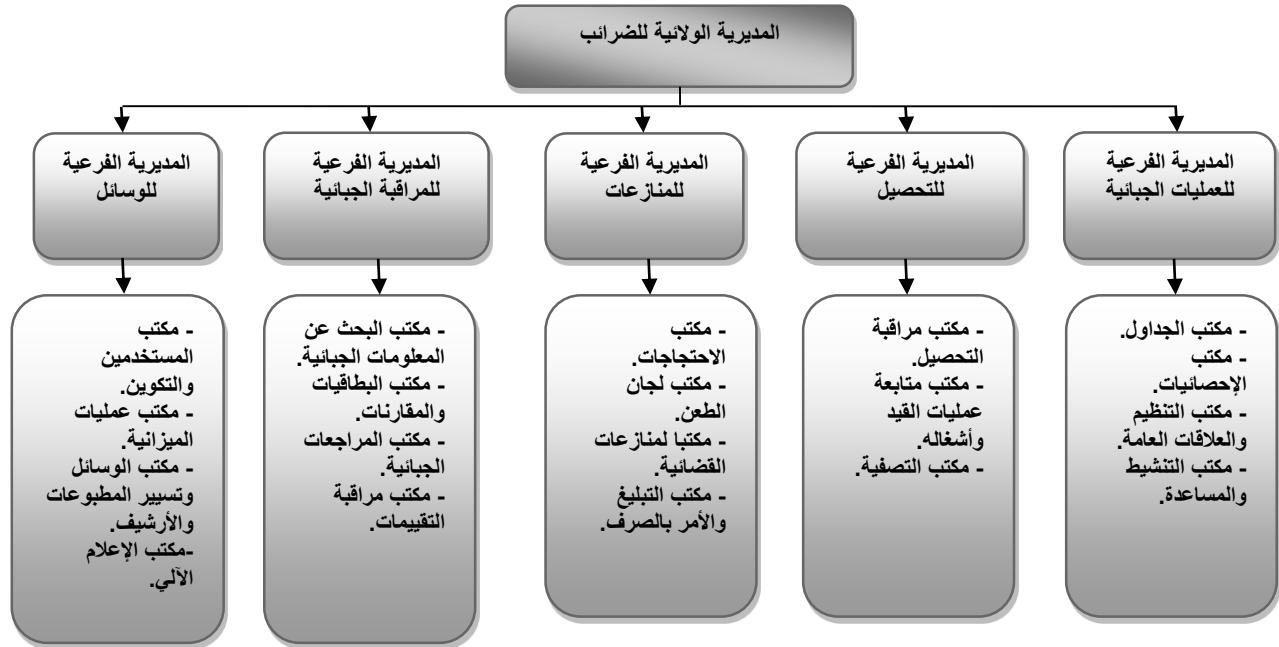 المديرية الولائية للضرائب
المديرية الفرعية
للعمليات الجبائية
المديرية الفرعية
للتحصيل
المديرية الفرعية
للمنازعات
المديرية الفرعية
للمراقبة الجبائية
المديرية الفرعية
للوسائل
- مكتب الجداول.
- مكتب
الإحصائيات.
- مكتب التنظيم
والعلاقات العامة.
- مكتب التنشيط
والمساعدة.
- مكتب مراقبة
التحصيل.
- مكتب متابعة
عمليات القيد
وأشغاله.
- مكتب التصفية.
- مكتب
الاحتجاجات.
- مكتب لجان
الطعن.
- مكتبا لمنازعات
القضائية.
- مكتب التبليغ
والأمر بالصرف.
- مكتب البحث عن
المعلومات الجبائية.
- مكتب البطاقيات
والمقارنات.
- مكتب المراجعات
الجبائية.
- مكتب مراقبة
التقييمات.
- مكتب
المستخدمين
والتكوين.
- مكتب عمليات
الميزانية.
- مكتب الوسائل
وتسيير المطبوعات
والأرشيف.
-مكتب الإعلام
الآلي.